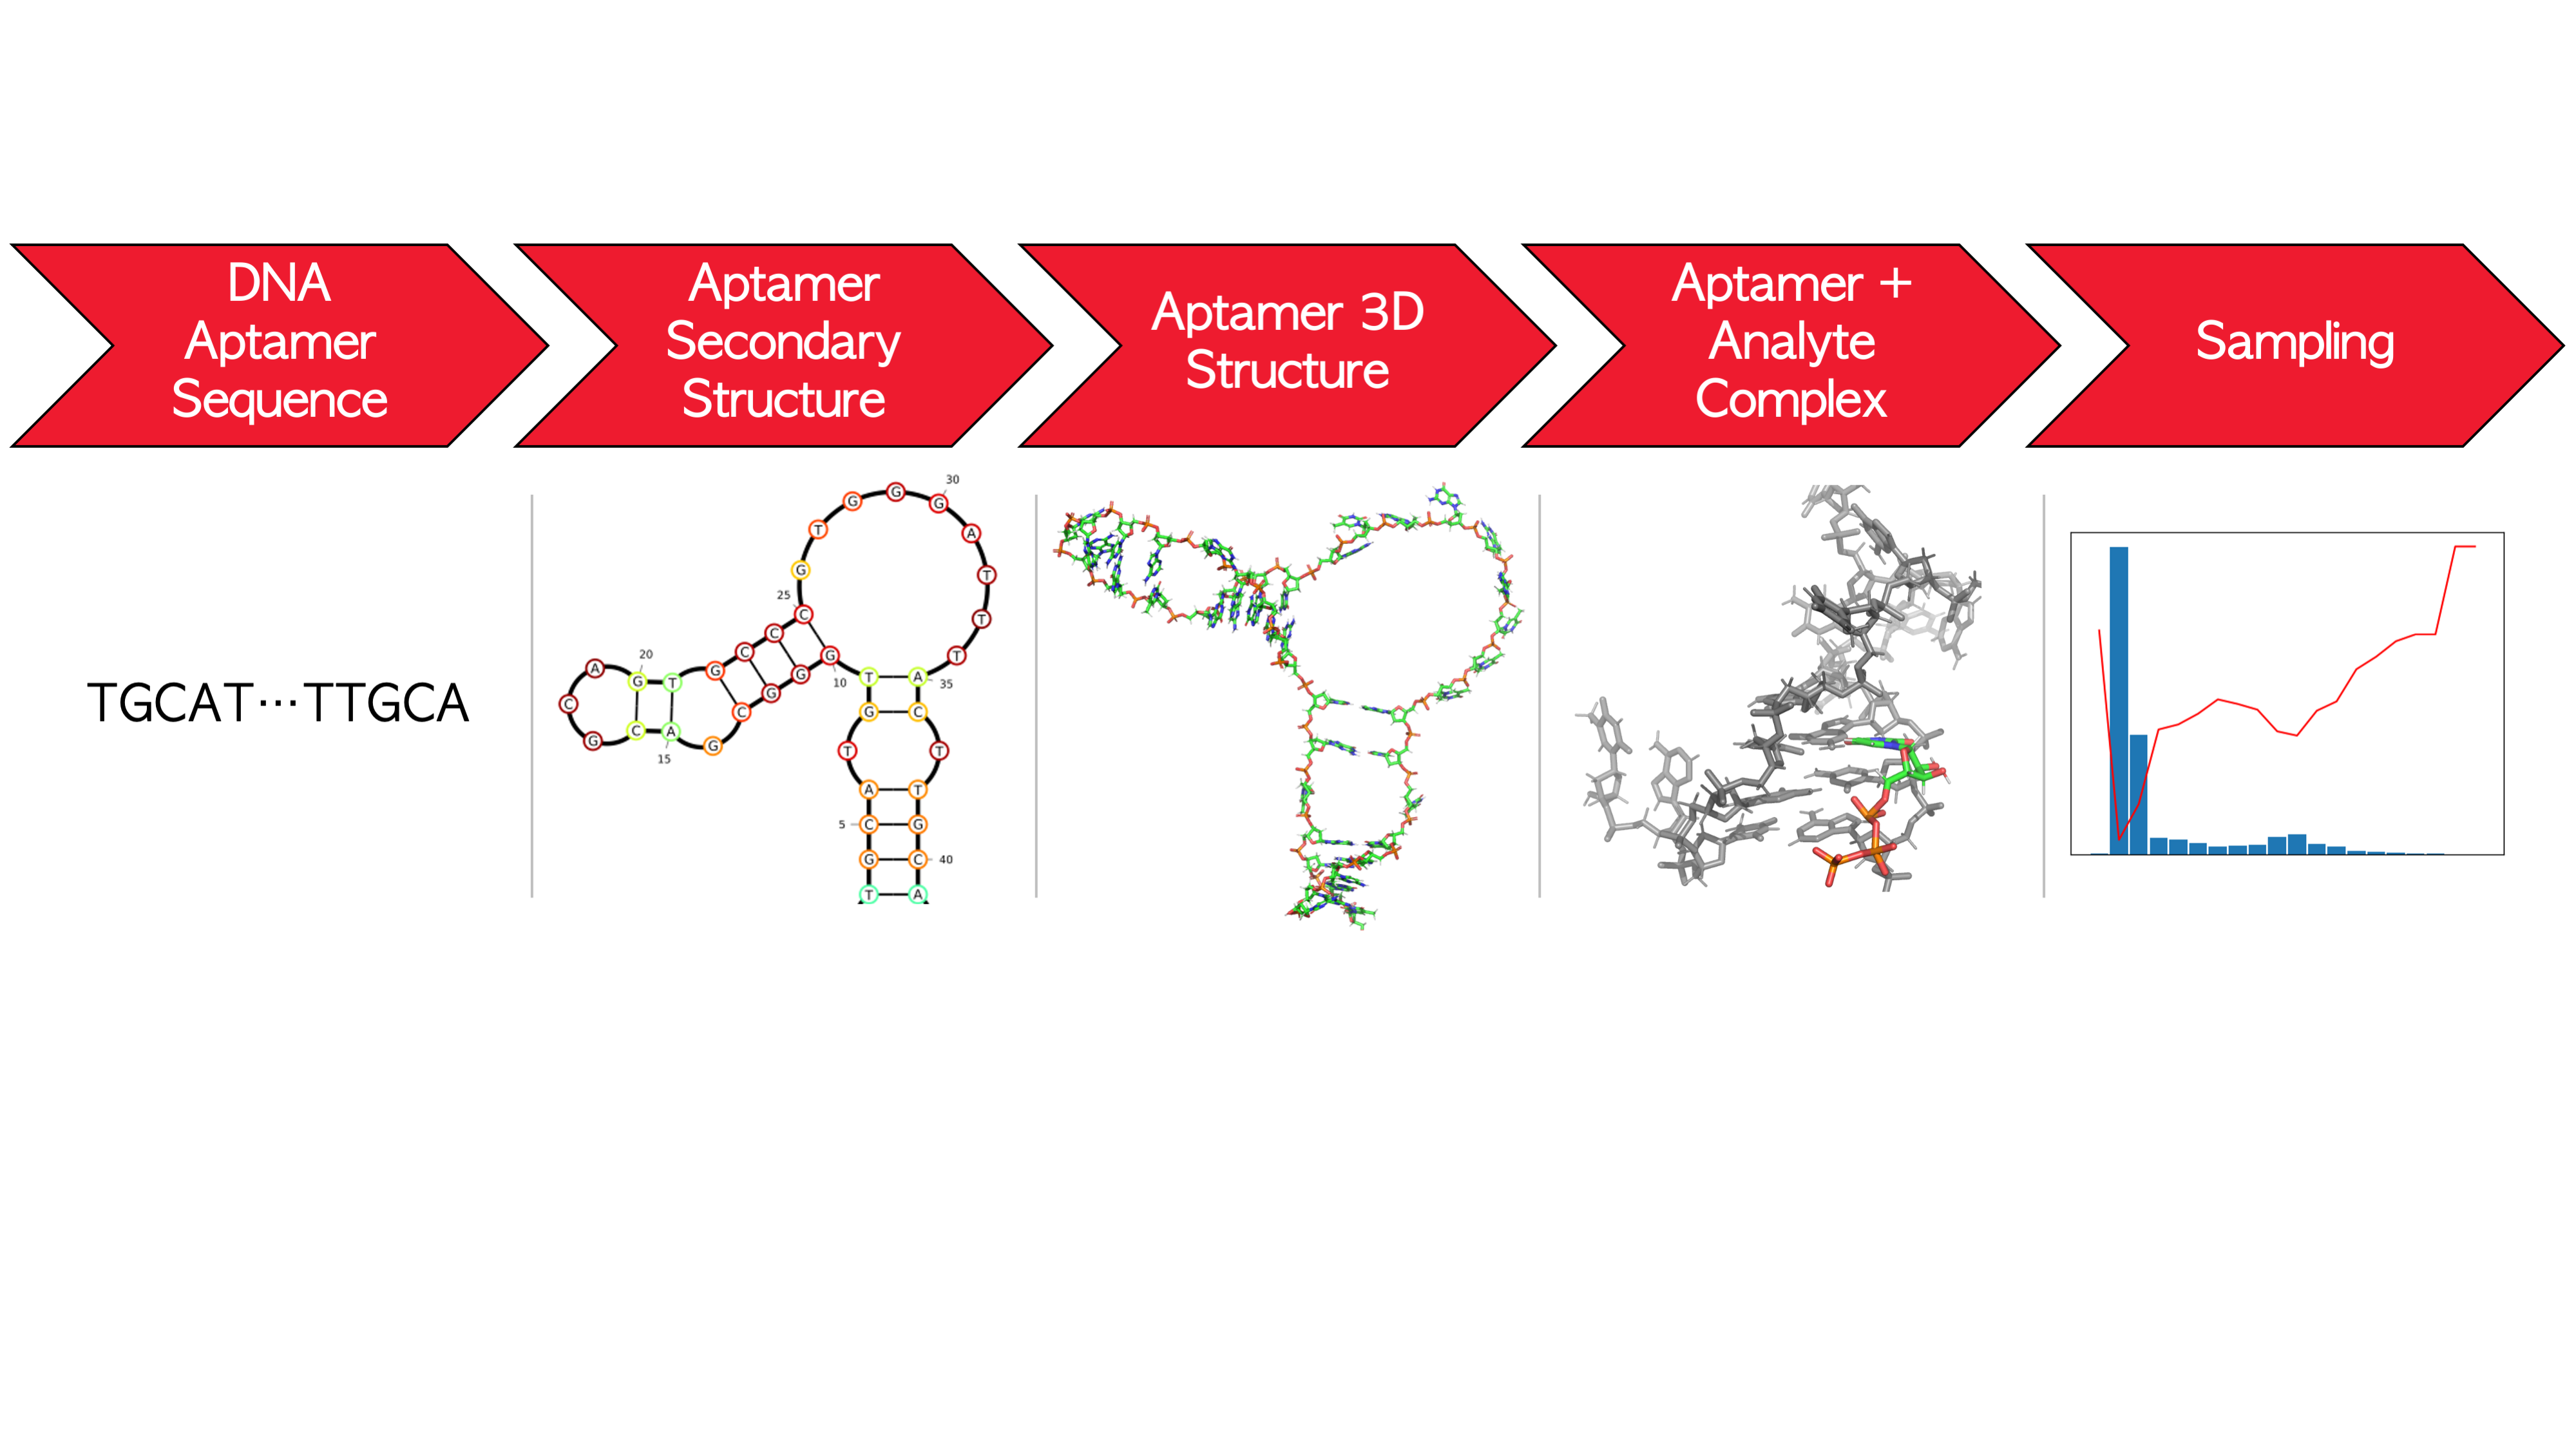 DNA
Aptamer
Sequence
Aptamer
Secondary
Structure
Aptamer 3D
Structure
Aptamer +
Analyte
Complex
Sampling
TGCAT···TTGCA
30
G G G
T A
G T
25
C T
C
20 C G T
A G T G G 10 T A 35
C G C G C
G C A G T T
15
A T
5 C G
G C 40
T A